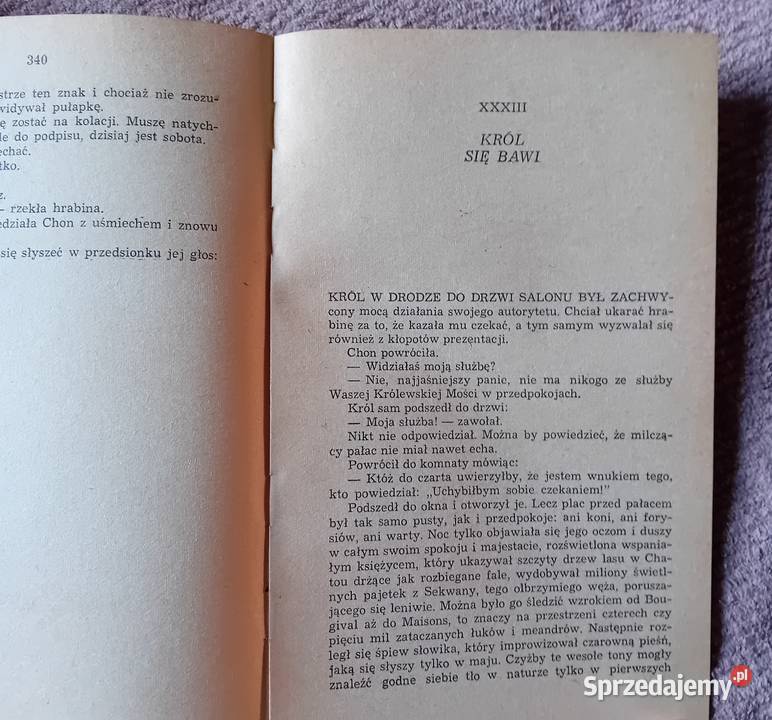 340
strze ten znak i chociaż nie zrozu-
widywał pułapkę.
ę zostać na kolacji. Muszę natych-
le do podpisu, dzisiaj jest sobota.
echać.
tko.
z.
— rzekła hrabina.
edziała Chon z uśmiechem i znowu
się słyszeć w przedsionku jej głos:
XXXIII
KRÓL
SIĘ BAWI
KRÓL W DRODZE DO DRZWI SALONU BYŁ ZACHWY-
cony mocą działania swojego autorytetu. Chciał ukarać hra-
binę za to, że kazała mu czekać, a tym samym wyzwalał się
również z kłopotów prezentacji.
Chon powróciła.
— Widziałaś moją służbę?
— Nie, najjaśniejszy panie, nie ma nikogo ze służby
Waszej Królewskiej Mości w przedpokojach.
Król sam podszedł do drzwi:
— Moja służba! — zawołał.
Nikt nie odpowiedział. Można by powiedzieć, że milczą-
cy pałac nie miał nawet echa.
Powrócił do komnaty mówiąc:
— Któż do czarta uwierzyłby, że jestem wnukiem tego,
kto powiedział: „Uchybiłbym sobie czekaniem!"
Podszedł do okna i otworzył je. Lecz plac przed pałacem
był tak samo pusty, jak i przedpokoje: ani koni, ani fory-
siów, ani warty. Noc tylko objawiała się jego oczom i duszy
w całym swoim spokoju i majestacie, rozświetlona wspania-
łym księżycem, który ukazywał szczyty drzew lasu w Cha-
tou drżące jak rozbiegane fale, wydobywał miliony świetl-
nych pajetek z Sekwany, tego olbrzymiego węża, porusza-
jącego się leniwie. Można było go śledzić wzrokiem od Bou-
gival aż do Maisons, to znaczy na przestrzeni czterech czy
pięciu mil zataczanych łuków i meandrów. Następnie roz-
legł się śpiew słowika, który improwizował czarowną pieśń,
jaką się słyszy tylko w maju. Czyżby te wesołe tony mogły
znaleźć godne siebie tło w naturze tylko w pierwszych
Sprzedajemy.pl